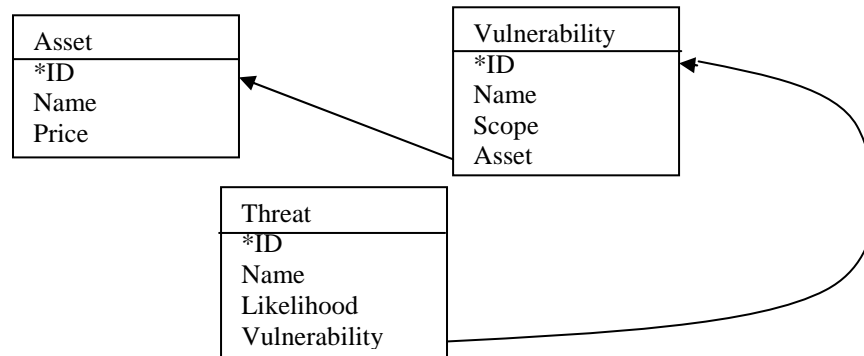 Asset
*ID
Name
Price
Vulnerability
*ID
Name
Scope
Asset
Threat
*ID
Name
Likelihood
Vulnerability